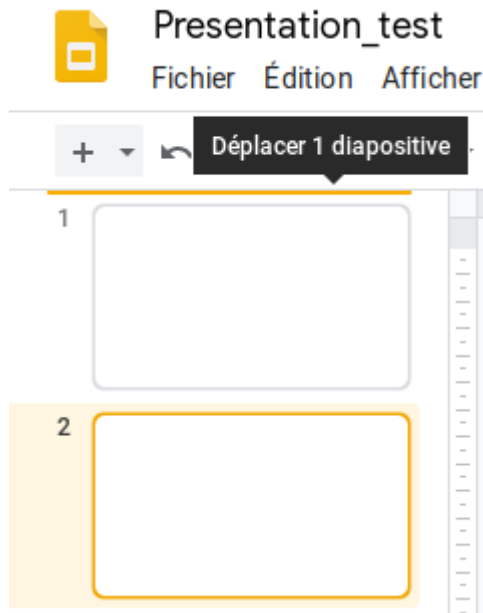 Presentation_test
Fichier Édition Afficher
Déplacer 1 diapositive
1
2